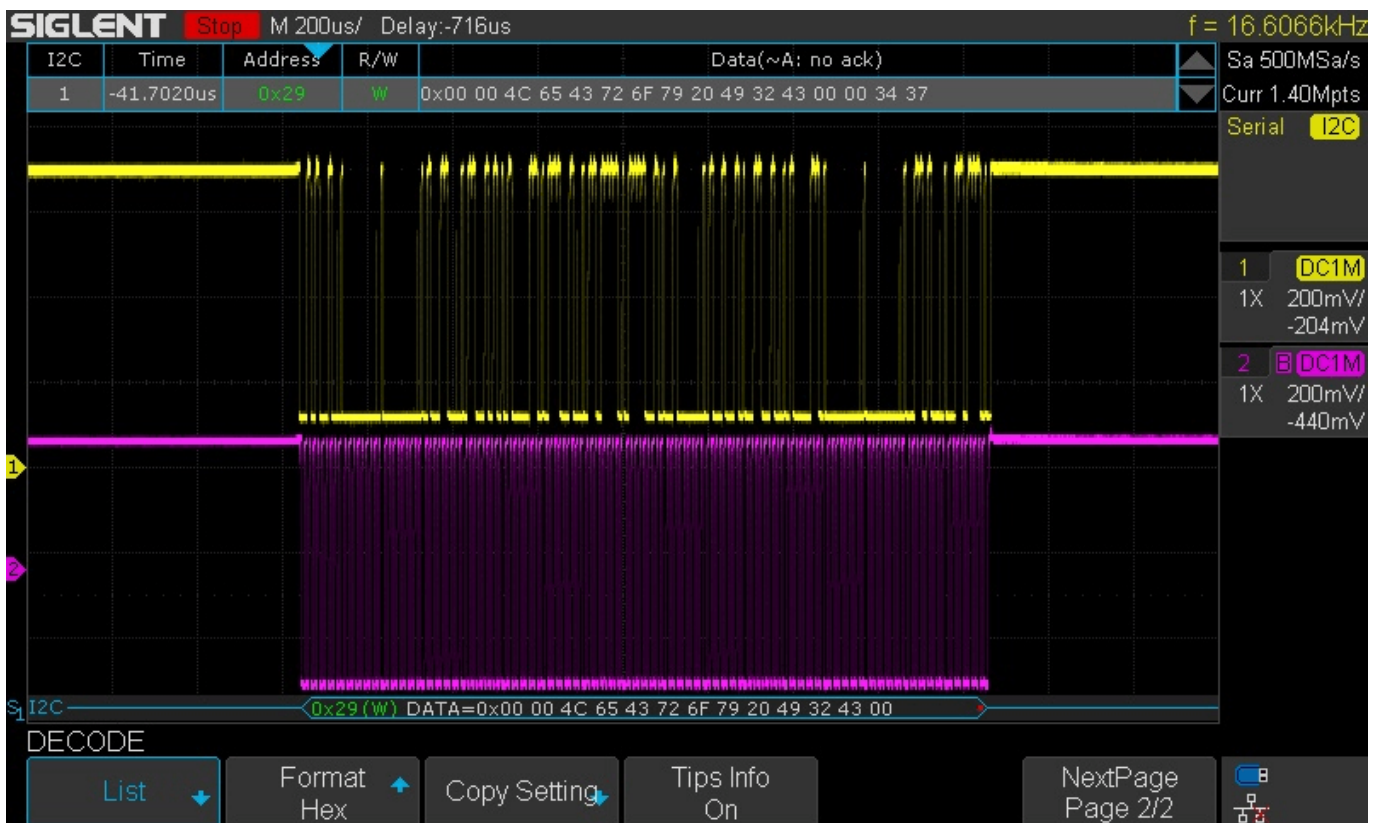 SIGLENT Stop M 200us/ Delay:-716us f = 16.6066kHz
I2C Time Address R/W Data(~A: no ack) Sa 500MSa/s
1 -41.7020us 0x29 W 0x00 00 4C 65 43 72 6F 79 20 49 32 43 00 00 34 37 Curr 1.40Mpts
Serial I2C
1 DC1M
1X 200mV/
-204mV
2 B DC1M
1X 200mV/
-440mV
1
2
S1 I2C 0x29(W) DATA=0x00 00 4C 65 43 72 6F 79 20 49 32 43 00
DECODE
List Format Copy Setting Tips Info NextPage
Hex On Page 2/2